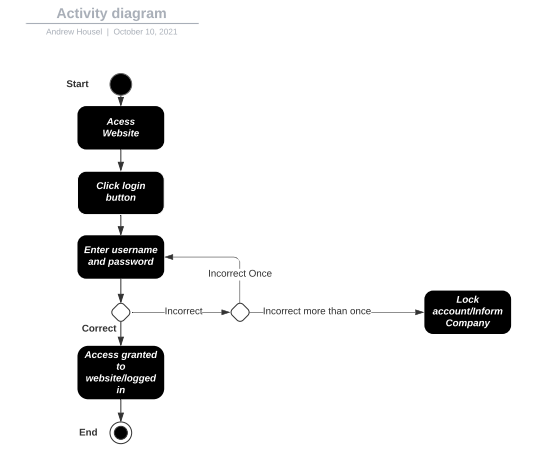 Activity diagram
Andrew Housel | October 10, 2021
Start
Acess
Website
Click login
button
Enter username
and password
Incorrect Once
Incorrect
Incorrect more than once
Lock
account/Inform
Company
Correct
Access granted
to
website/logged
in
End